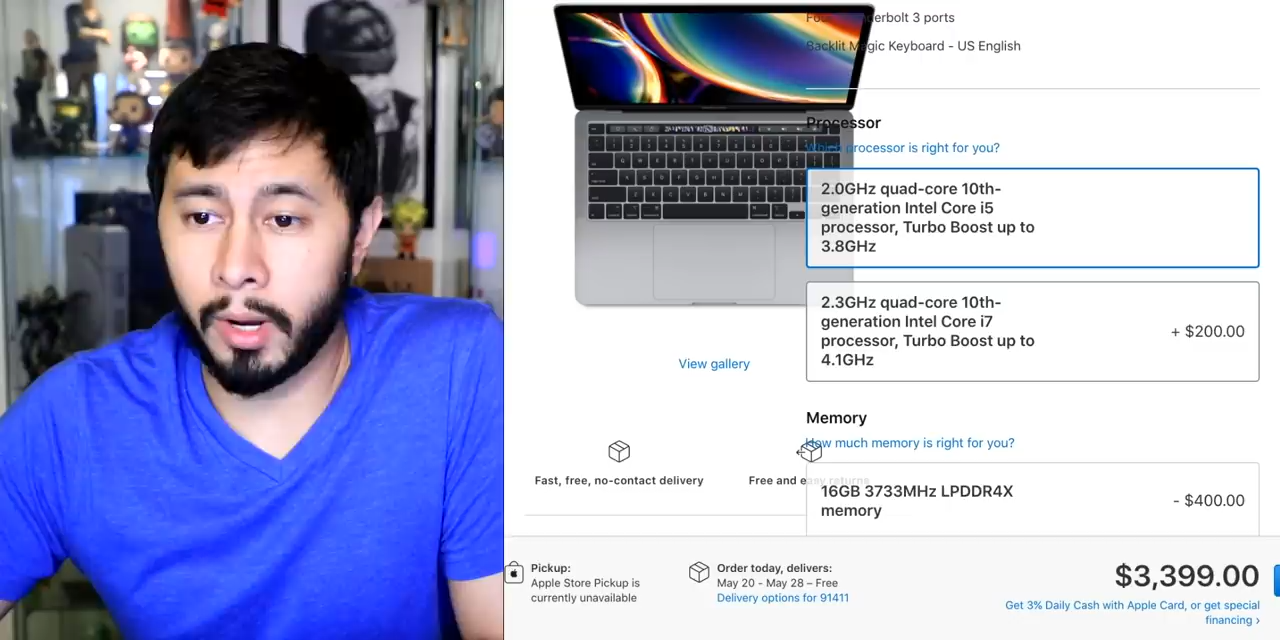 Thunderbolt 3 ports
Backlit Magic Keyboard - US English
Processor
Which processor is right for you?
2.0GHz quad-core 10th-
generation Intel Core i5
processor, Turbo Boost up to
3.8GHz
2.3GHz quad-core 10th-
generation Intel Core i7
processor, Turbo Boost up to
4.1GHz
+ $200.00
View gallery
Memory
How much memory is right for you?
Fast, free, no-contact delivery
Free and easy returns
16GB 3733MHz LPDDR4X
memory
- $400.00
Pickup:
Apple Store Pickup is
currently unavailable
Order today, delivers:
May 20 - May 28 – Free
Delivery options for 91411
$3,399.00
Get 3% Daily Cash with Apple Card, or get special
financing ›